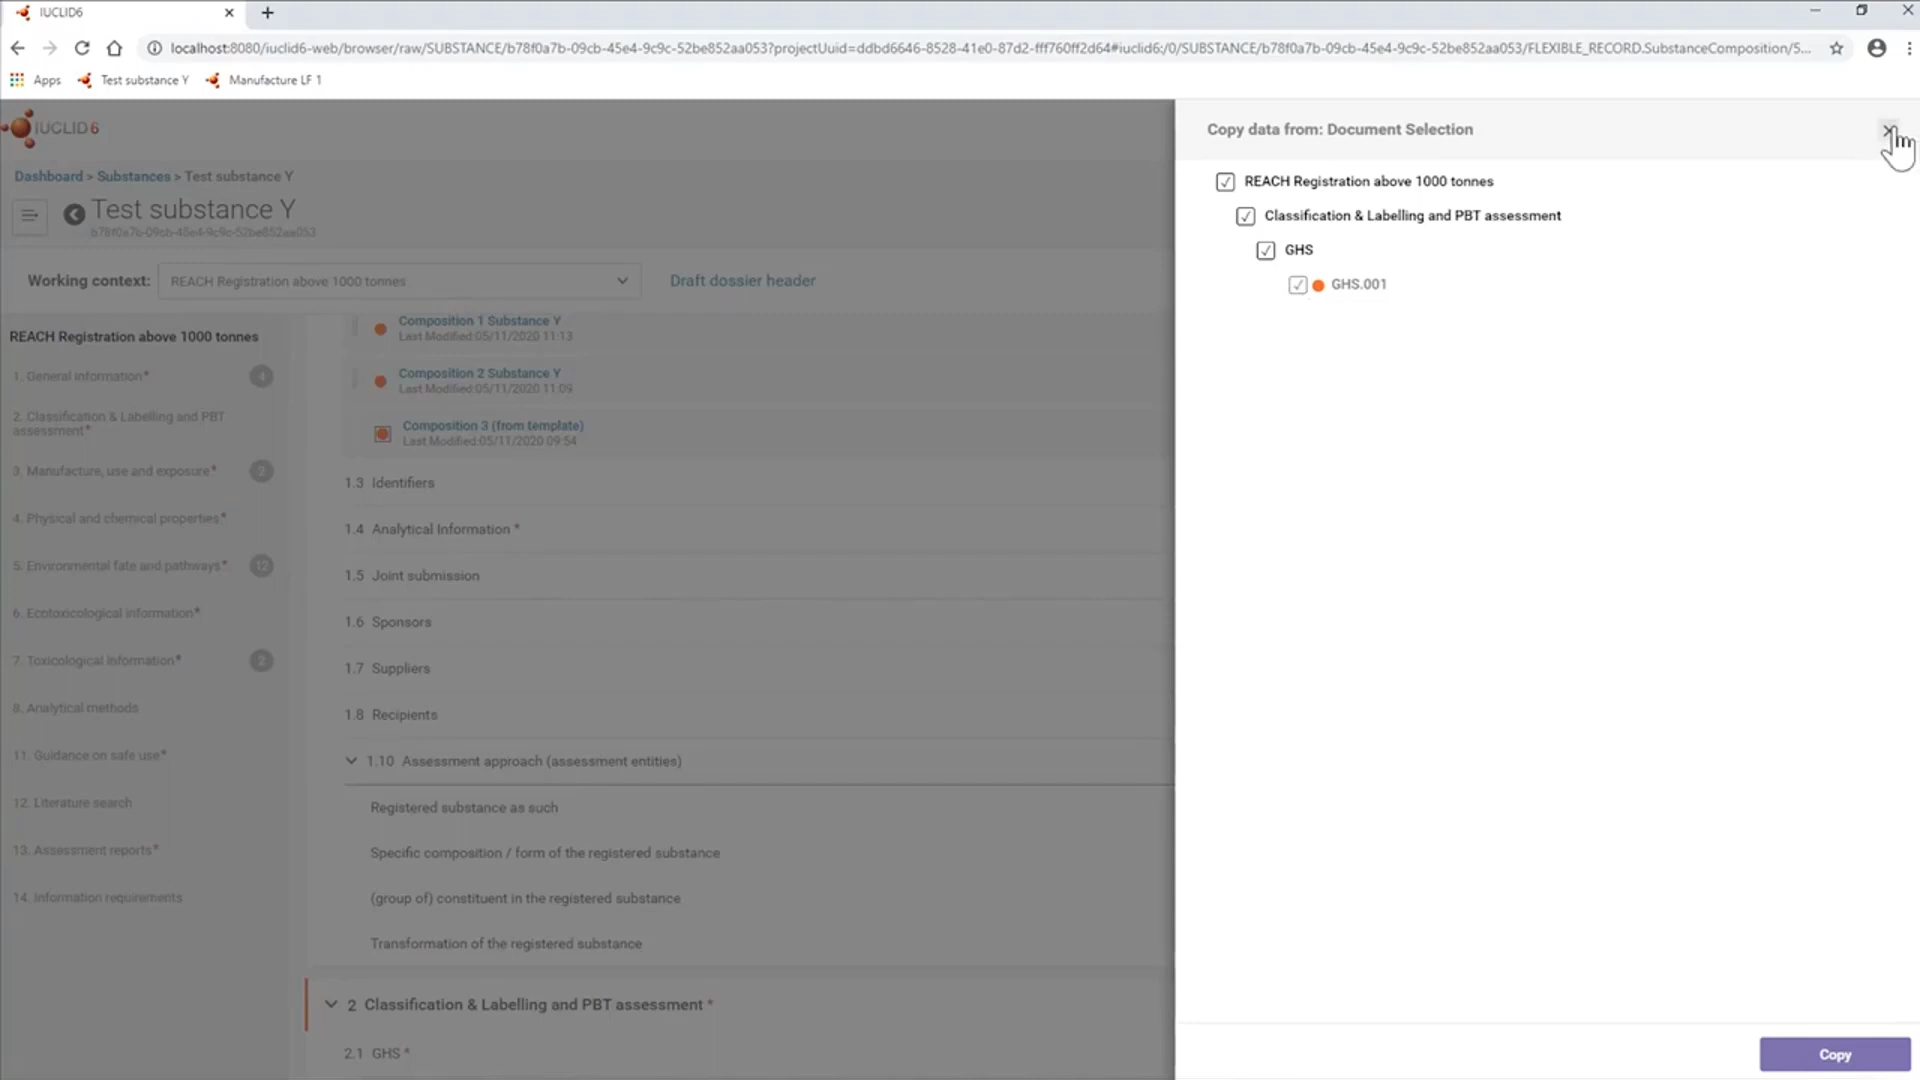 IUCLID6
localhost:8080/iuclid6-web/browser/raw/SUBSTANCE/b78f0a7b-09cb-45e4-9c9c-52be852aa053?projectUuid=ddbd6646-8528-41e0-87d2-fff760ff2d64#iuclid6:/0/SUBSTANCE/b78f0a7b-09cb-45e4-9c9c-52be852aa053/FLEXIBLE_RECORD.SubstanceComposition/5...
Apps Test substance Y Manufacture LF 1
IUCLID6
Dashboard > Substances > Test substance Y
Test substance Y
b78f0a7b-09cb-45e4-9c9c-52be852aa053
Working context: REACH Registration above 1000 tonnes Draft dossier header
REACH Registration above 1000 tonnes
1. General information* 4
2. Classification & Labelling and PBT
assessment*
3. Manufacture, use and exposure* 2
4. Physical and chemical properties*
5. Environmental fate and pathways* 12
6. Ecotoxicological information*
7. Toxicological information* 2
8. Analytical methods
11. Guidance on safe use*
12. Literature search
13. Assessment reports*
14. Information requirements
Composition 1 Substance Y
Last Modified:05/11/2020 11:13
Composition 2 Substance Y
Last Modified:05/11/2020 11:09
Composition 3 (from template)
Last Modified:05/11/2020 09:54
1.3 Identifiers
1.4 Analytical Information *
1.5 Joint submission
1.6 Sponsors
1.7 Suppliers
1.8 Recipients
1.10 Assessment approach (assessment entities)
Registered substance as such
Specific composition / form of the registered substance
(group of) constituent in the registered substance
Transformation of the registered substance
2 Classification & Labelling and PBT assessment *
2.1 GHS *
Copy data from: Document Selection
REACH Registration above 1000 tonnes
Classification & Labelling and PBT assessment
GHS
GHS.001
Copy